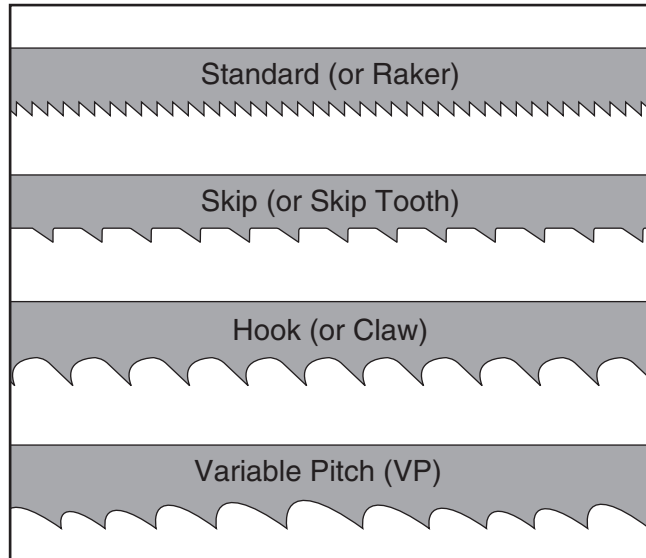 Standard (or Raker)
Skip (or Skip Tooth)
Hook (or Claw)
Variable Pitch (VP)